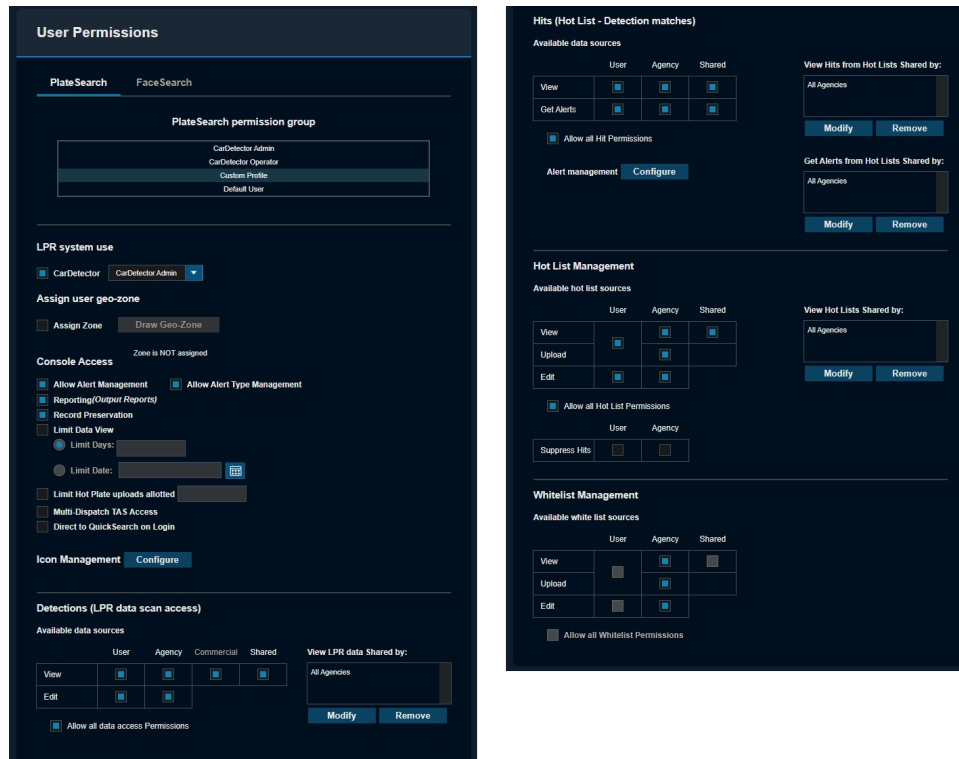 User Permissions
PlateSearch FaceSearch
PlateSearch permission group
CarDetector Admin
CarDetector Operator
Custom Profile
Default User
LPR system use
CarDetector CarDetector Admin
Assign user geo-zone
Assign Zone Draw Geo-Zone
Zone is NOT assigned
Console Access
Allow Alert Management Allow Alert Type Management
Reporting(Output Reports)
Record Preservation
Limit Data View
Limit Days:
Limit Date:
Limit Hot Plate uploads allotted
Multi-Dispatch TAS Access
Direct to QuickSearch on Login
Icon Management Configure
Detections (LPR data scan access)
Available data sources
User Agency Commercial Shared View LPR data Shared by:
View All Agencies
Edit
Modify Remove
Allow all data access Permissions
Hits (Hot List - Detection matches)
Available data sources
User Agency Shared View Hits from Hot Lists Shared by:
View All Agencies
Get Alerts
Modify Remove
Allow all Hit Permissions
Get Alerts from Hot Lists Shared by:
Alert management Configure
All Agencies
Modify Remove
Hot List Management
Available hot list sources
User Agency Shared View Hot Lists Shared by:
View All Agencies
Upload
Edit Modify Remove
Allow all Hot List Permissions
User Agency
Suppress Hits
Whitelist Management
Available white list sources
User Agency Shared
View
Upload
Edit
Allow all Whitelist Permissions